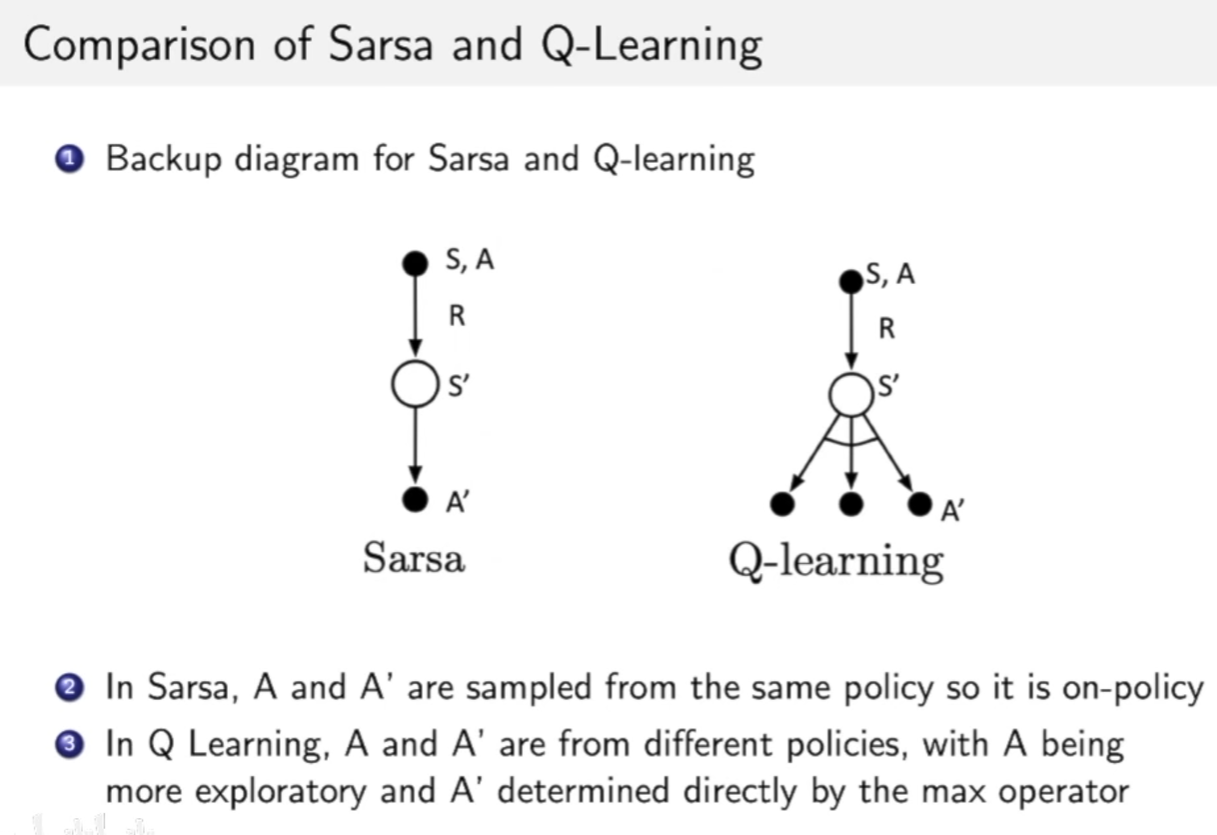 Comparison of Sarsa and Q-Learning
1 Backup diagram for Sarsa and Q-learning
S, A
R
S'
A'
Sarsa
S, A
R
S'
A'
Q-learning
2 In Sarsa, A and A' are sampled from the same policy so it is on-policy
3 In Q Learning, A and A' are from different policies, with A being
more exploratory and A' determined directly by the max operator